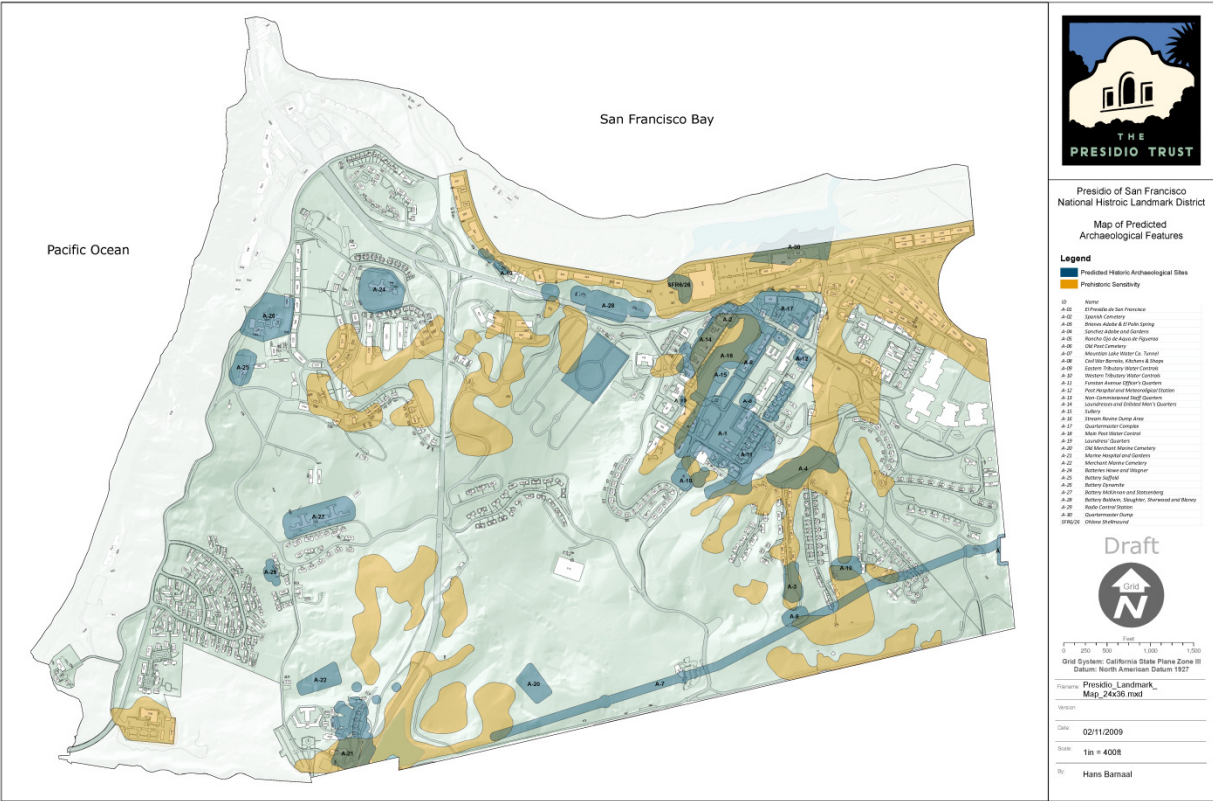 San Francisco Bay
Pacific Ocean
A-30
A-19
SFR6/26
A-24
A-28
A-17
A-2
A-26
A-14
A-16
A-12
A-25
A-15
A-1
A-11
A-4
A-10
A-27
A-16
A-3
A-7
A-20
A-22
A-21
THE
PRESIDIO TRUST
Presidio of San Francisco
National Histroic Landmark District
Map of Predicted
Archaeological Features
Legend
Predicted Historic Archaeological Sites
Prehistoric Sensitivity
ID Name
A-01 El Presidio de San Francisco
A-02 Spanish Cemetery
A-03 Briones Adobe & El Polin Spring
A-04 Sanchez Adobe and Gardens
A-05 Rancho Ojo de Agua de Figueroa
A-06 Old Post Cemetery
A-07 Mountain Lake Water Co. Tunnel
A-08 Civil War Barracks, Kitchens & Shops
A-09 Eastern Tributary Water Controls
A-10 Western Tributary Water Controls
A-11 Funston Avenue Officer's Quarters
A-12 Post Hospital and Meteorological Station
A-13 Non-Commissioned Staff Quarters
A-14 Laundresses and Enlisted Men's Quarters
A-15 Sutlery
A-16 Stream Ravine Dump Area
A-17 Quartermaster Complex
A-18 Main Post Water Control
A-19 Laundress' Quarters
A-20 Old Merchant Marine Cemetery
A-21 Marine Hospital and Gardens
A-22 Merchant Marine Cemetery
A-24 Batteries Howe and Wagner
A-25 Battery Saffold
A-26 Battery Dynamite
A-27 Battery McKinnon and Stotsenberg
A-28 Battery Baldwin, Slaughter, Sherwood and Blaney
A-29 Radio Control Station
A-30 Quartermaster Dump
SFR6/26 Ohlone Shellmound
Draft
Grid
N
Feet
0 250 500 1,000 1,500
Grid System: California State Plane Zone III
Datum: North American Datum 1927
Filename: Presidio_Landmark_
Map_24x36.mxd
Version:
Date: 02/11/2009
Scale: 1in = 400ft
By: Hans Barnaal